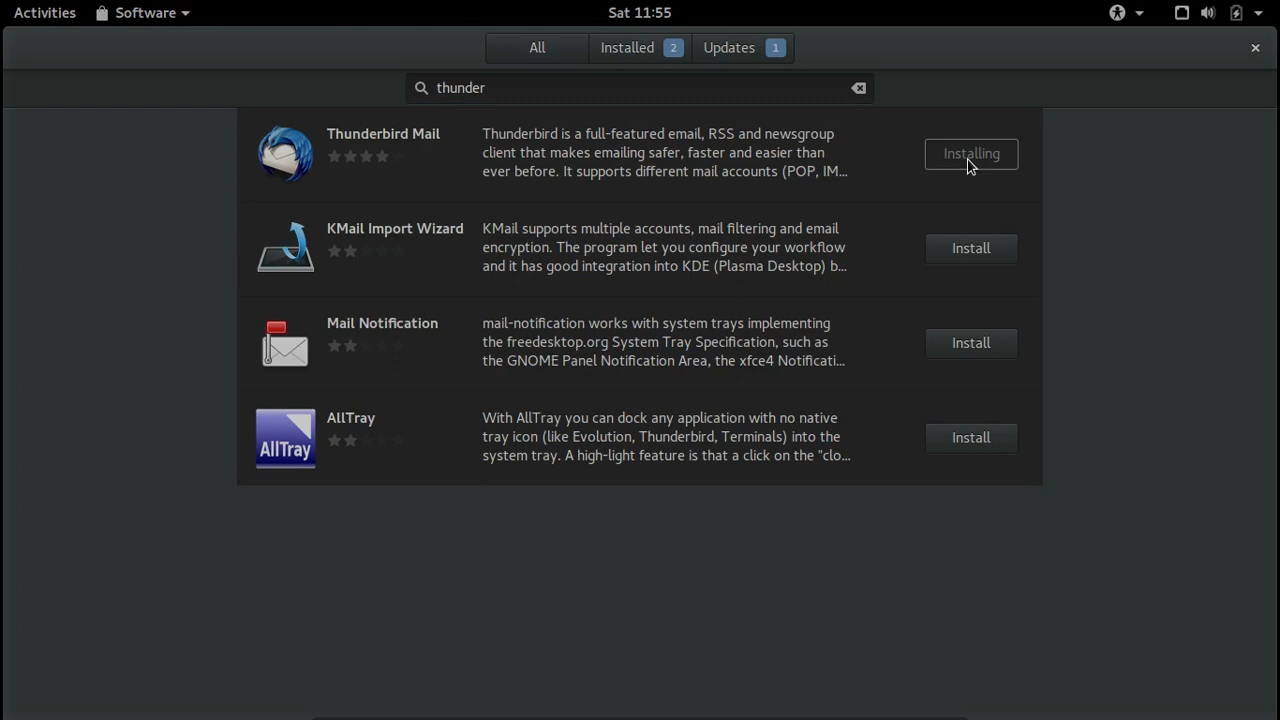 Activities Software Sat 11:55
All Installed 2 Updates 1
thunder
Thunderbird Mail
Thunderbird is a full-featured email, RSS and newsgroup
client that makes emailing safer, faster and easier than
ever before. It supports different mail accounts (POP, IM...
Installing
KMail Import Wizard
KMail supports multiple accounts, mail filtering and email
encryption. The program let you configure your workflow
and it has good integration into KDE (Plasma Desktop) b...
Install
Mail Notification
mail-notification works with system trays implementing
the freedesktop.org System Tray Specification, such as
the GNOME Panel Notification Area, the xfce4 Notificati...
Install
AllTray
AllTray
With AllTray you can dock any application with no native
tray icon (like Evolution, Thunderbird, Terminals) into the
system tray. A high-light feature is that a click on the "clo...
Install